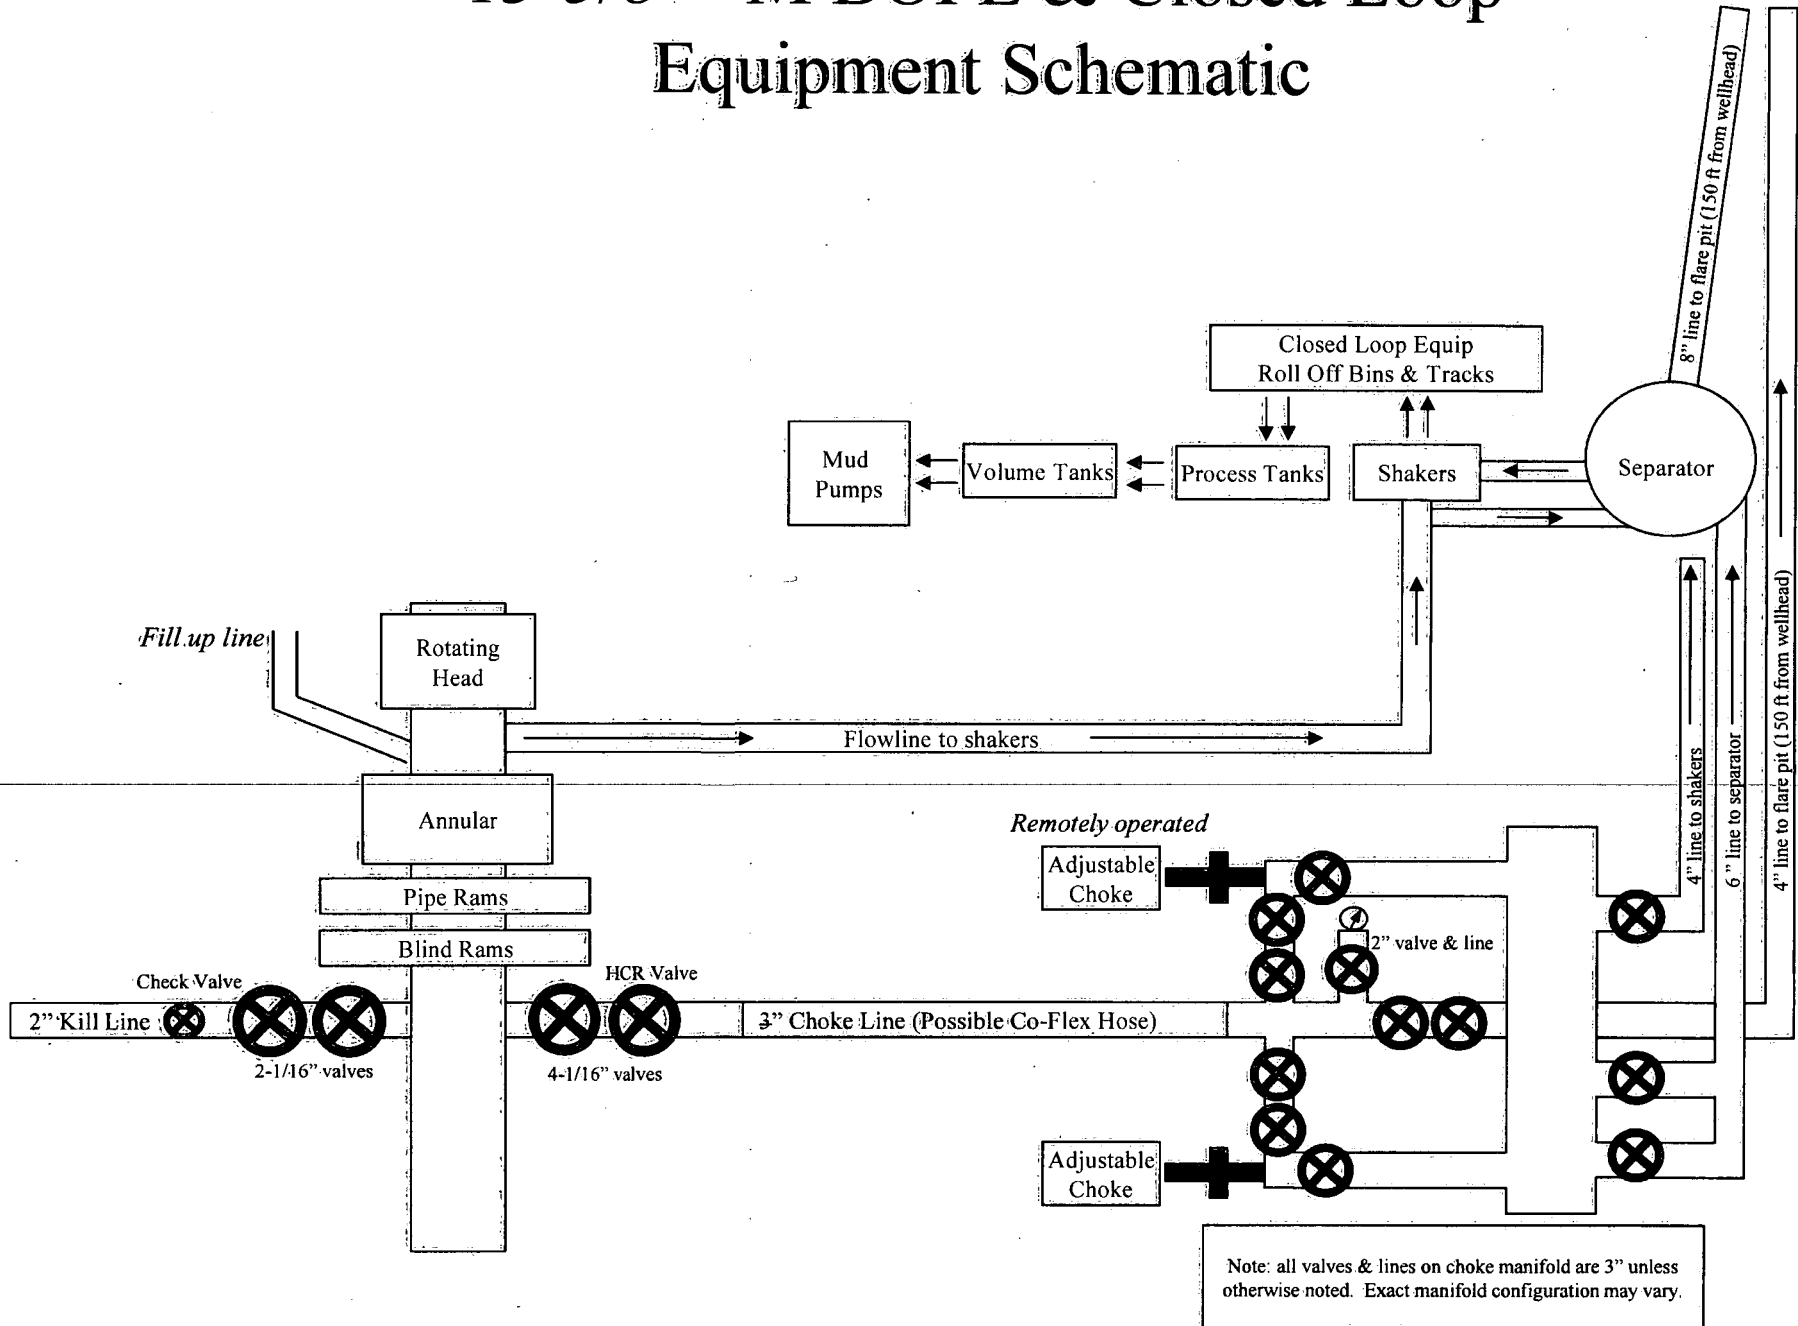 Equipment Schematic
8” line to flare pit (150 ft from wellhead)
Closed Loop Equip
Roll Off Bins & Tracks
Mud
Pumps
Volume Tanks
Process Tanks
Shakers
Separator
Fill up line
Rotating
Head
Flowline to shakers
4” line to shakers
6” line to separator
4” line to flare pit (150 ft from wellhead)
Annular
Remotely operated
Adjustable
Choke
Pipe Rams
Blind Rams
2” valve & line
Check Valve
HCR Valve
2” Kill Line
3” Choke Line (Possible Co-Flex Hose)
2-1/16” valves
4-1/16” valves
Adjustable
Choke
Note: all valves & lines on choke manifold are 3” unless
otherwise noted. Exact manifold configuration may vary.